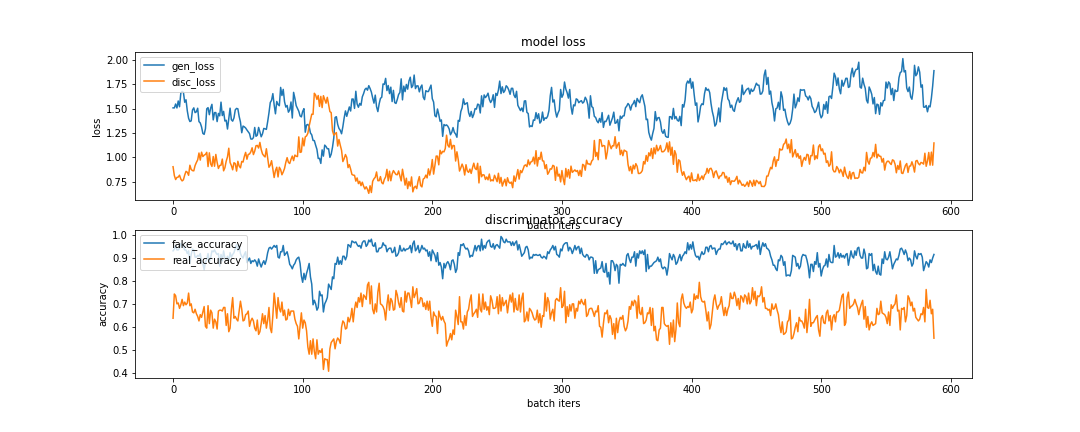 model loss
2.00
1.75
1.50
1.25
1.00
0.75
loss
gen_loss
disc_loss
0
100
200
300
400
500
600
batch iters
discriminator accuracy
1.0
0.9
0.8
0.7
0.6
0.5
0.4
accuracy
fake_accuracy
real_accuracy
0
100
200
300
400
500
600
batch iters